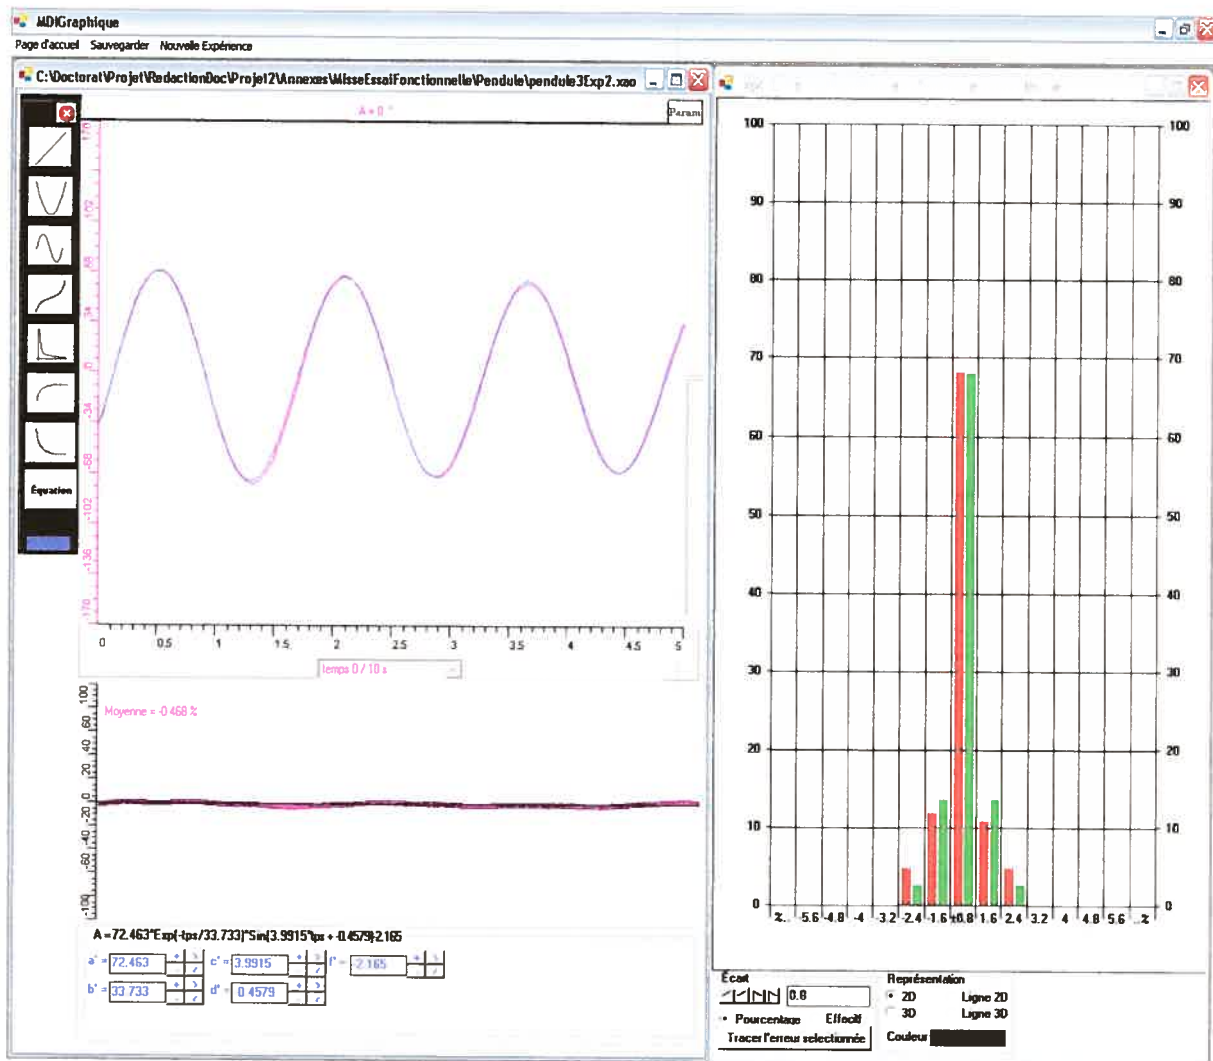 MDIGraphique
Page d'accueil Sauvegarder Nouvelle Expérience
C:\Doctorat\Projet\RedactionDoc\Projet2\Annexes\MisseEssaiFonctionnelle\Pendule\pendule3Exp2.xao
A = 0 °
Param
170
102
68
34
0
-34
-68
-102
-136
-170
Équation
0 0.5 1 1.5 2 2.5 3 3.5 4 4.5 5
temps 0 / 10 s
100
60
40
20
0
-20
-40
-60
-100
Moyenne = -0.468 %
A =72.463*Exp(-tps/33.733)*Sin(3.9915*tps + -0.4579)-2.165
a' = 72.463 c' = 3.9915 f' = -2.165
b' = 33.733 d' = -0.4579
100 100
90 90
80 80
70 70
60 60
50 50
40 40
30 30
20 20
10 10
0 0
2... -5.6 -4.8 -4 -3.2 -2.4 -1.6 ±0.8 1.6 2.4 3.2 4 4.8 5.6 ...2
Écart
0.8
Pourcentage Effectif
Tracer l'erreur selectionnée
Représentation
2D Ligne 2D
3D Ligne 3D
Couleur